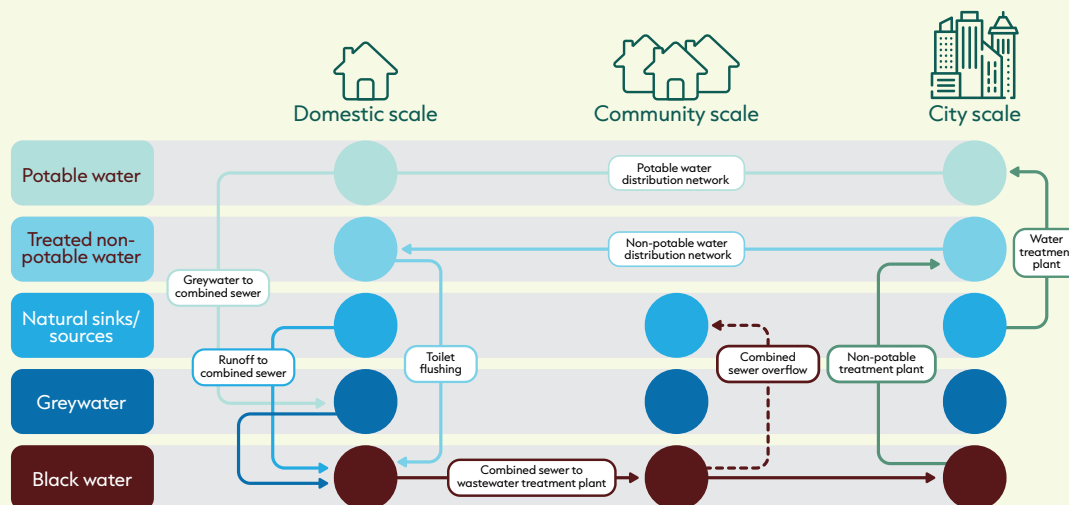 Domestic scale
Community scale
City scale
Potable water
Potable water
distribution network
Treated non-
potable water
Non-potable water
distribution network
Water
treatment
plant
Greywater to
combined sewer
Natural sinks/
sources
Runoff to
combined sewer
Toilet
flushing
Combined
sewer overflow
Non-potable
treatment plant
Greywater
Black water
Combined sewer to
wastewater treatment plant